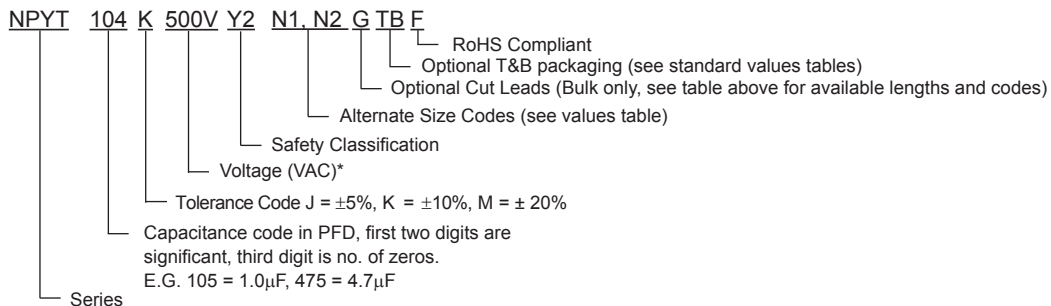 NPYT 104 K 500V Y2 N1, N2 G TB F
RoHS Compliant
Optional T&B packaging (see standard values tables)
Optional Cut Leads (Bulk only, see table above for available lengths and codes)
Alternate Size Codes (see values table)
Safety Classification
Voltage (VAC)*
Tolerance Code J = ±5%, K = ±10%, M = ± 20%
Capacitance code in PFD, first two digits are
significant, third digit is no. of zeros.
E.G. 105 = 1.0μF, 475 = 4.7μF
Series